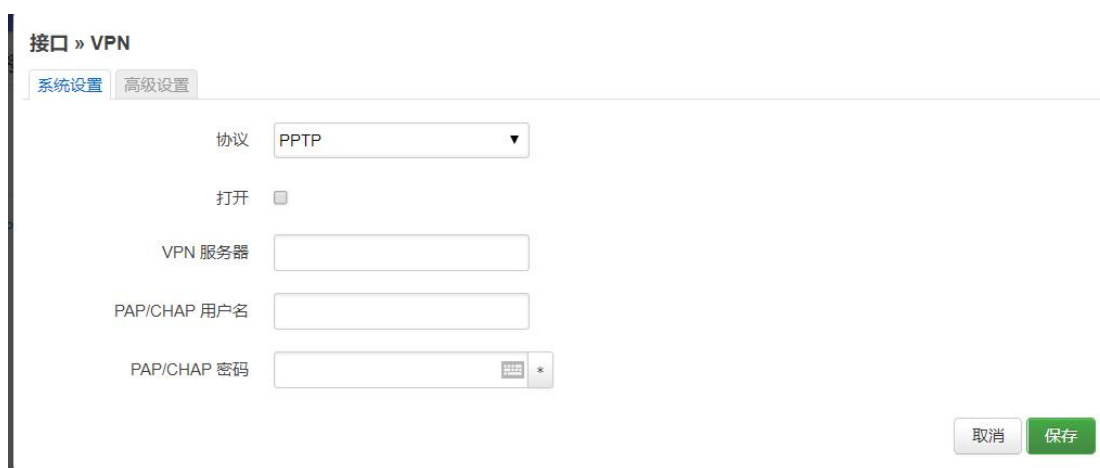 接口 » VPN
系统设置 高级设置
协议 PPTP
打开
VPN 服务器
PAP/CHAP 用户名
PAP/CHAP 密码 *
取消 保存